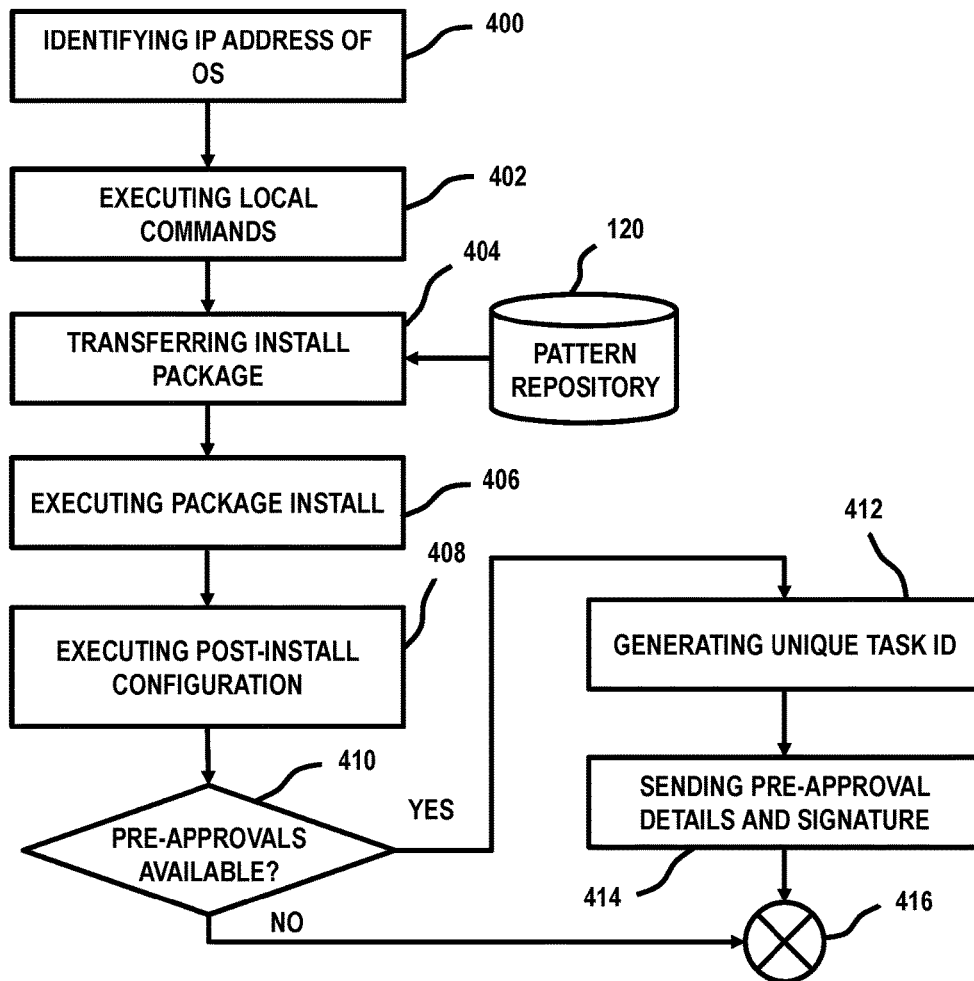 IDENTIFYING IP ADDRESS OF
OS
400
EXECUTING LOCAL
COMMANDS
402
TRANSFERRING INSTALL
PACKAGE
404
120
PATTERN
REPOSITORY
EXECUTING PACKAGE INSTALL
406
EXECUTING POST-INSTALL
CONFIGURATION
408
PRE-APPROVALS
AVAILABLE?
410
YES
NO
412
GENERATING UNIQUE TASK ID
SENDING PRE-APPROVAL
DETAILS AND SIGNATURE
414
416